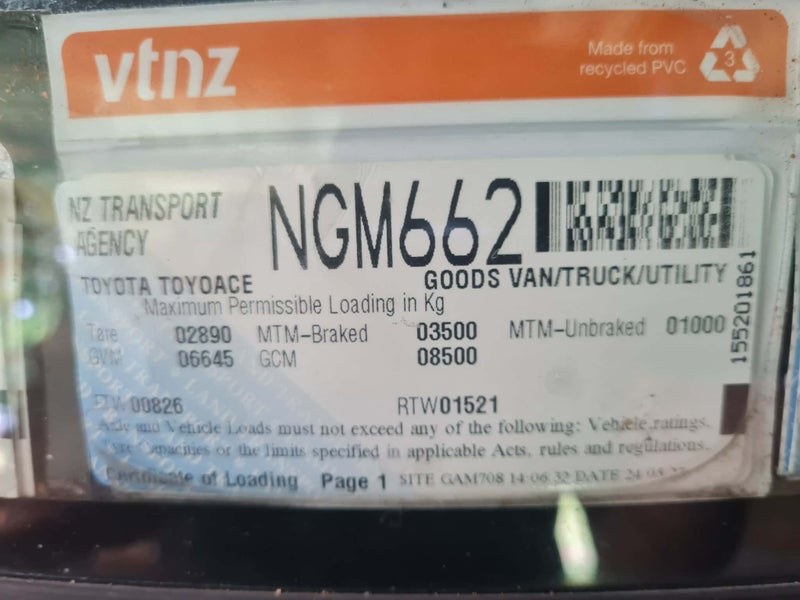 vtnz
Made from
recycled PVC
3
NZ TRANSPORT
AGENCY
NGM662
TOYOTA TOYOACE GOODS VAN/TRUCK/UTILITY
Maximum Permissible Loading in Kg
Tare 02890 MTM-Braked 03500 MTM-Unbraked 01000
GVM 06645 GCM 08500
155201861
00826 RTW01521
Axle and Vehicle Loads must not exceed any of the following: Vehicle ratings.
Tyre Capacities or the limits specified in applicable Acts, rules and regulations.
Certificate of Loading Page 1 SITE GAM708 14:06:32 DATE